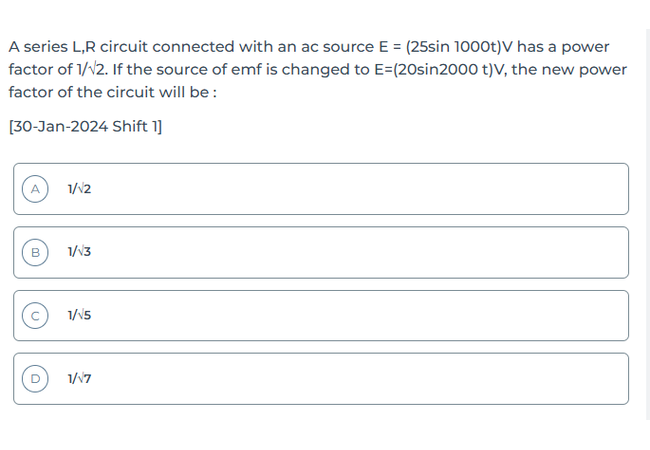 A series L,R circuit connected with an ac source E = (25sin 1000t)V has a power
factor of 1/√2. If the source of emf is changed to E=(20sin2000 t)V, the new power
factor of the circuit will be :
[30-Jan-2024 Shift 1]
A 1/√2
B 1/√3
C 1/√5
D 1/√7